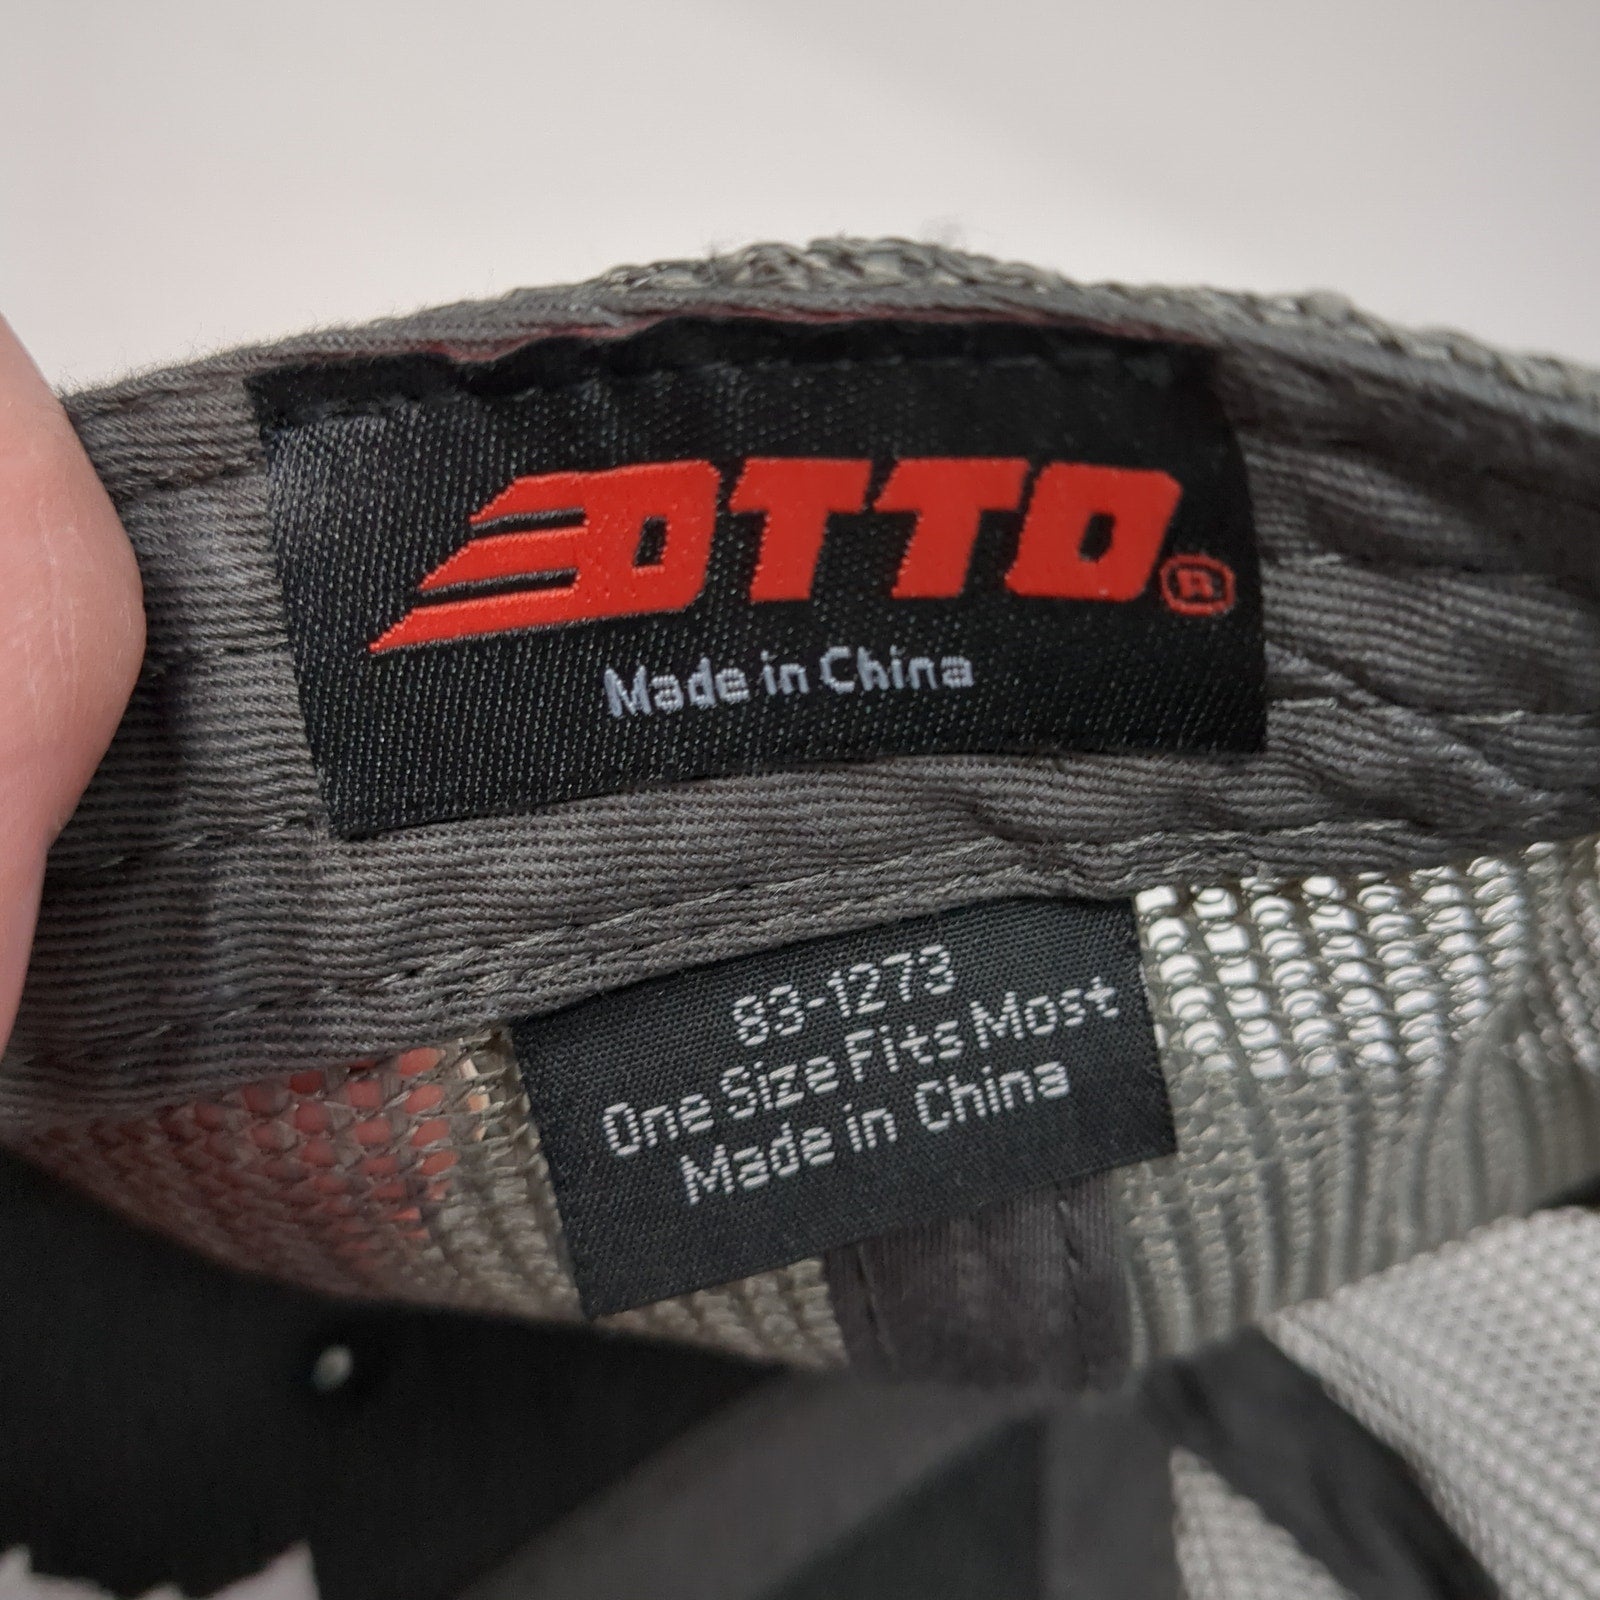 OTTO®
Made in China
83-1273
One Size Fits Most
Made in China